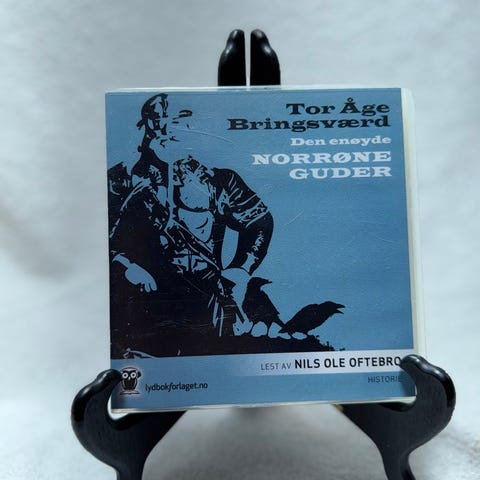 Tor Åge
Bringsværd
Den enøyde
NORRØNE
GUDER
LEST AV NILS OLE OFTEBRO
lydbokforlaget.no
HISTORIE